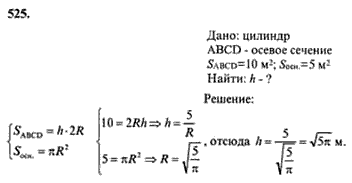 525.
Дано: цилиндр
ABCD - осевое сечение
S_ABCD=10 м²; S_осн.=5 м²
Найти: h - ?
Решение:
{S_ABCD = h·2R {10 = 2Rh ⇒ h = 5/R
{S_осн. = πR² {5 = πR² ⇒ R = √(5/π) , отсюда h = 5/√(5/π) = √5π м.